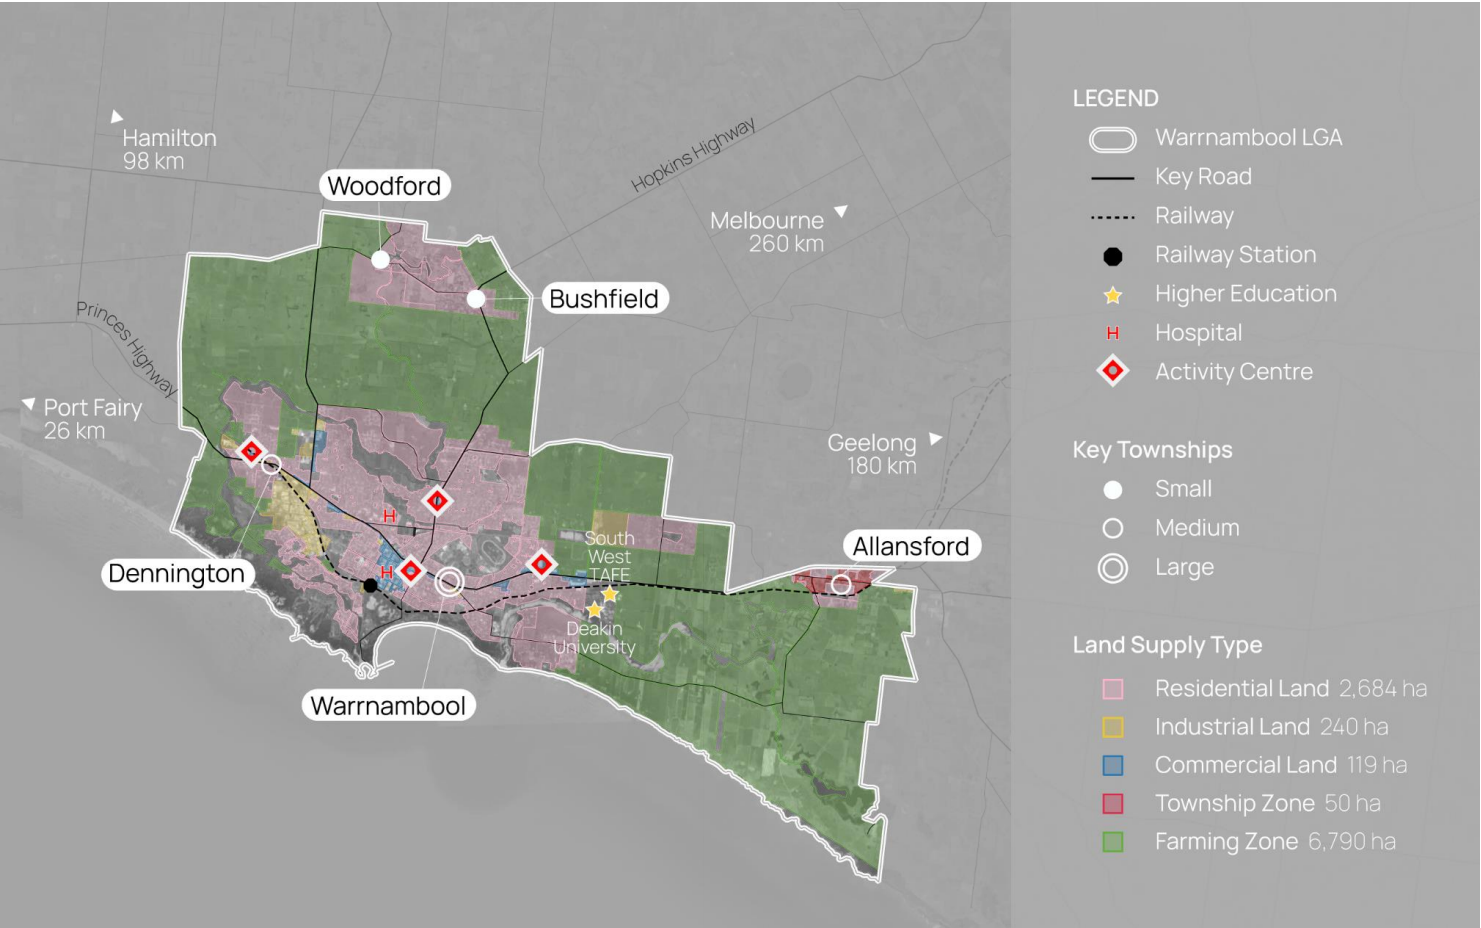 Hamilton
98 km
Woodford
Hopkins Highway
Melbourne
260 km
Bushfield
Princes Highway
Port Fairy
26 km
Geelong
180 km
H
South
West
TAFE
Allansford
Dennington
H
Deakin
University
Warrnambool
LEGEND
Warrnambool LGA
Key Road
Railway
Railway Station
Higher Education
H Hospital
Activity Centre
Key Townships
Small
Medium
Large
Land Supply Type
Residential Land 2,684 ha
Industrial Land 240 ha
Commercial Land 119 ha
Township Zone 50 ha
Farming Zone 6,790 ha